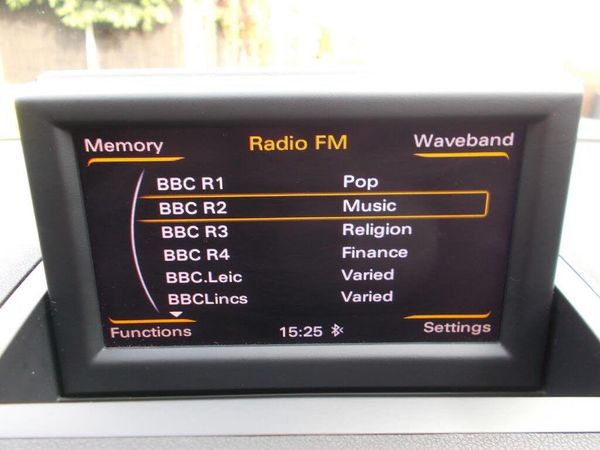 Memory Radio FM Waveband
BBC R1 Pop
BBC R2 Music
BBC R3 Religion
BBC R4 Finance
BBC.Leic Varied
BBCLincs Varied
Functions 15:25 Settings